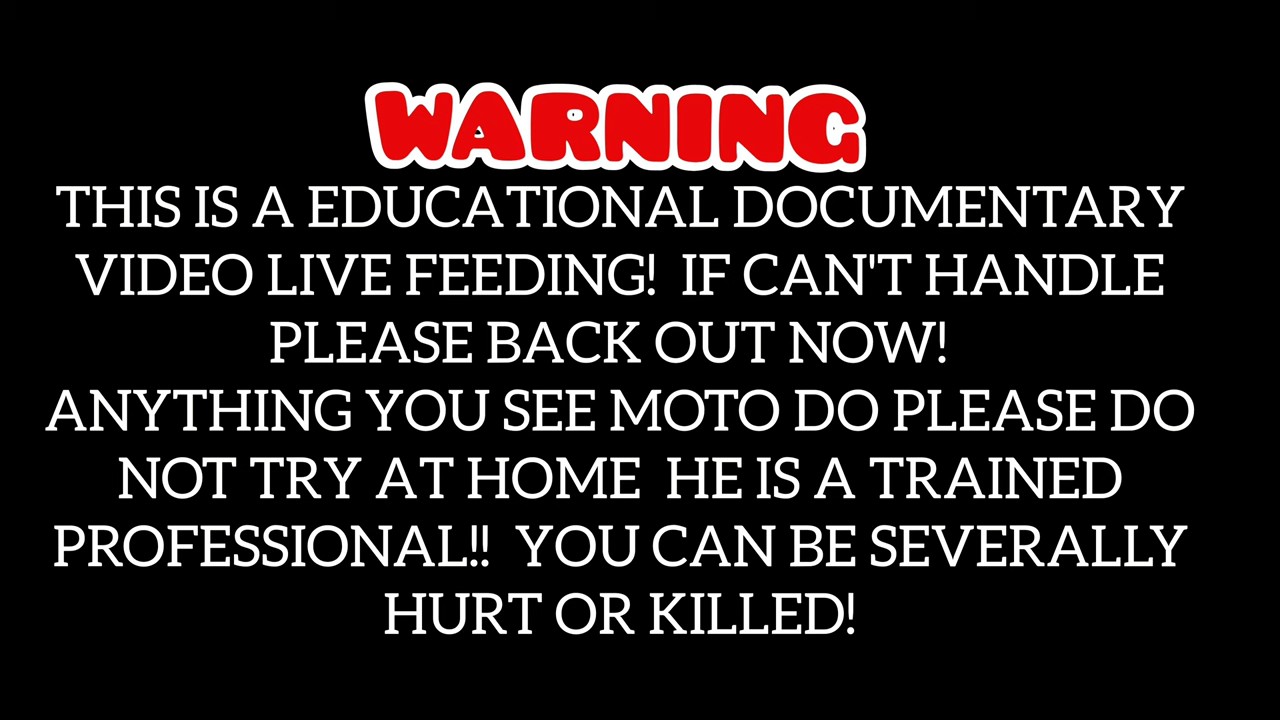 WARNING
THIS IS A EDUCATIONAL DOCUMENTARY
VIDEO LIVE FEEDING! IF CAN'T HANDLE
PLEASE BACK OUT NOW!
ANYTHING YOU SEE MOTO DO PLEASE DO
NOT TRY AT HOME HE IS A TRAINED
PROFESSIONAL!! YOU CAN BE SEVERALLY
HURT OR KILLED!